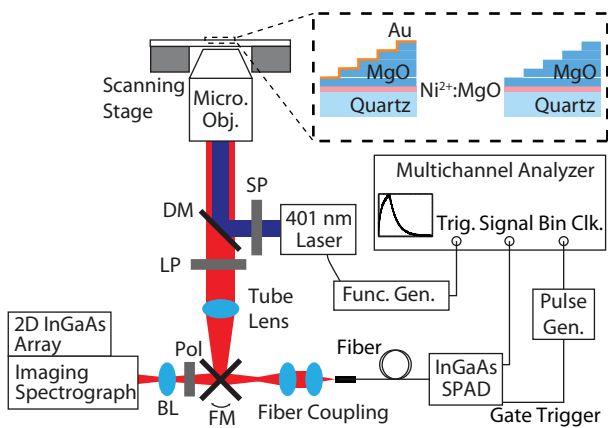 Au
MgO
MgO
Ni²⁺:MgO
Quartz
Quartz
Scanning
Stage
Micro.
Obj.
SP
DM
401 nm
Laser
Multichannel Analyzer
Trig. Signal Bin Clk.
LP
Func. Gen.
Pulse
Gen.
Tube
Lens
2D InGaAs
Array
Imaging
Spectrograph
Pol
BL
FM
Fiber
Fiber Coupling
InGaAs
SPAD
Gate Trigger